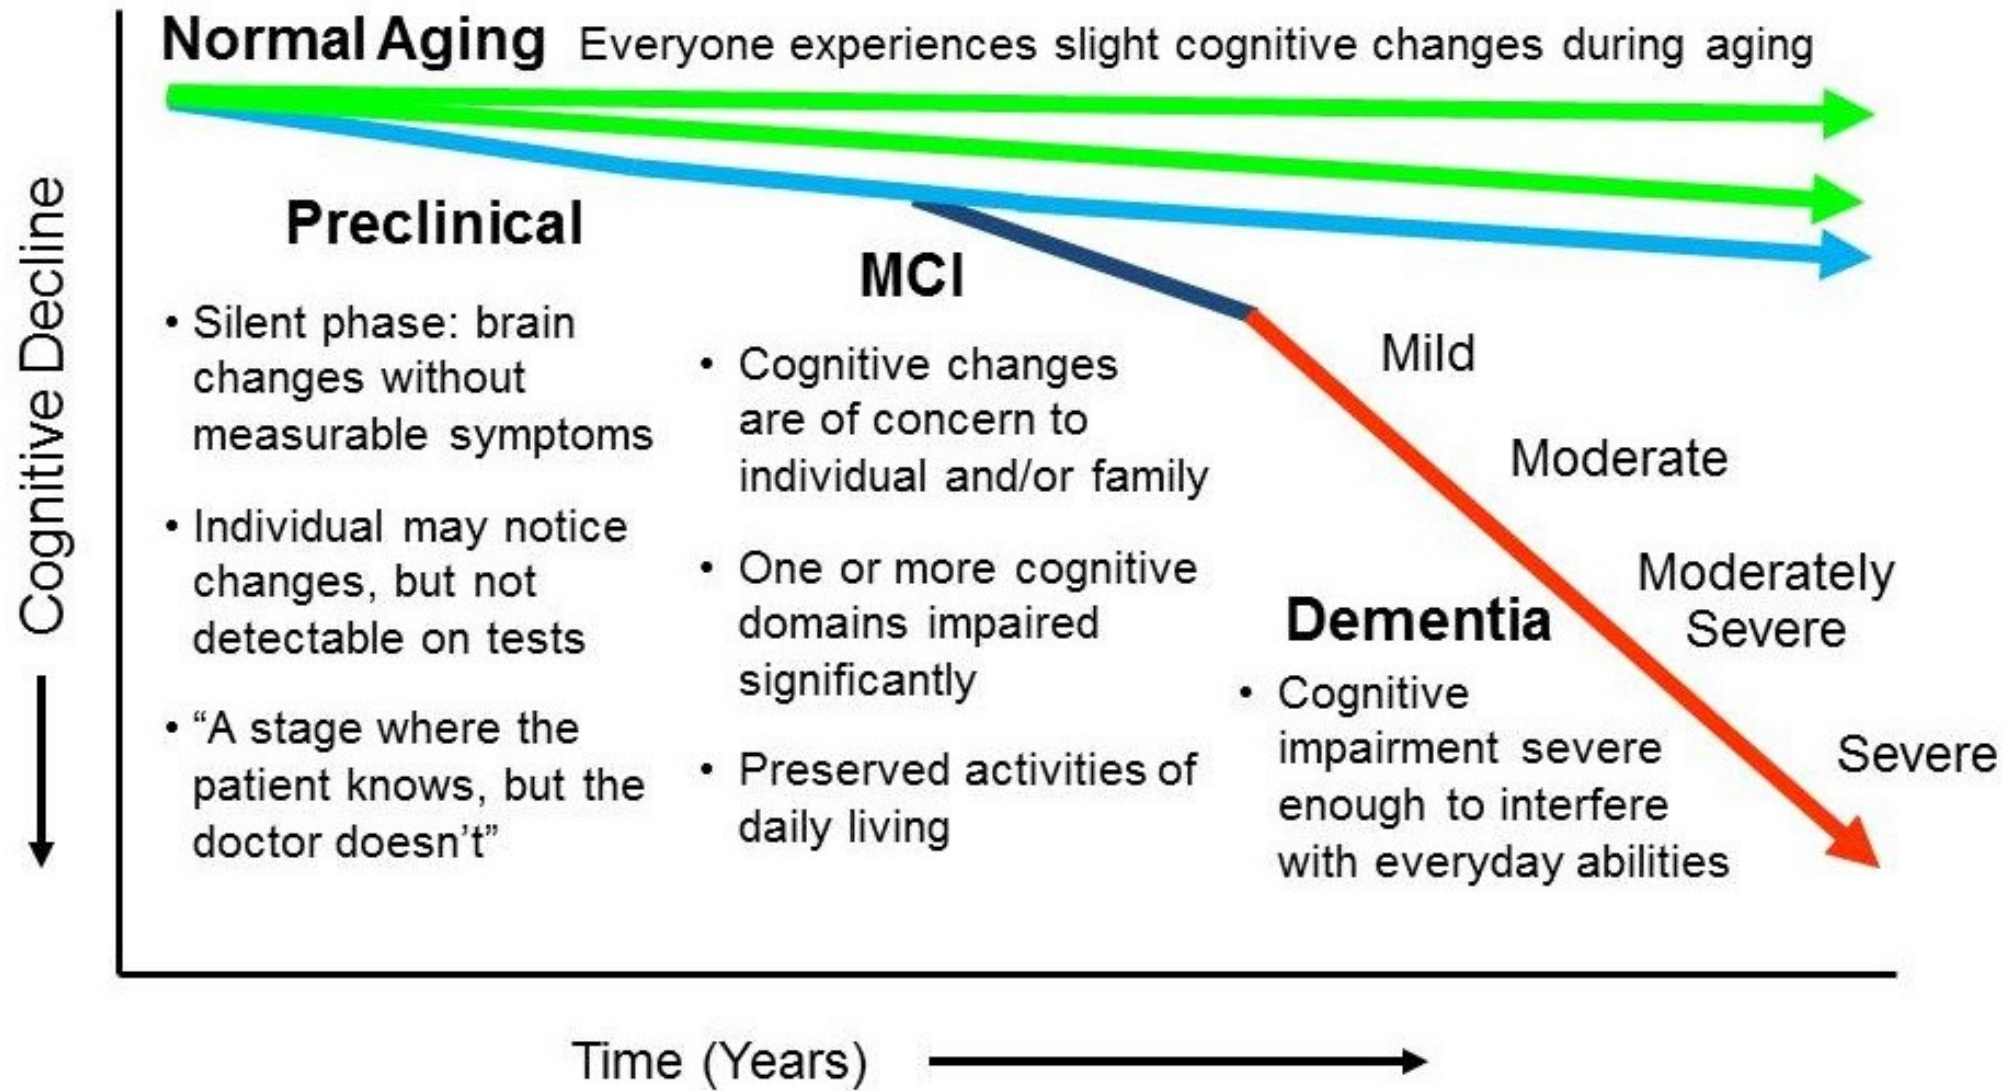 Normal Aging Everyone experiences slight cognitive changes during aging
Cognitive Decline
Preclinical
• Silent phase: brain
changes without
measurable symptoms
• Individual may notice
changes, but not
detectable on tests
• “A stage where the
patient knows, but the
doctor doesn’t”
MCI
• Cognitive changes
are of concern to
individual and/or family
• One or more cognitive
domains impaired
significantly
• Preserved activities of
daily living
Mild
Moderate
Moderately
Severe
Severe
Dementia
• Cognitive
impairment severe
enough to interfere
with everyday abilities
Time (Years)